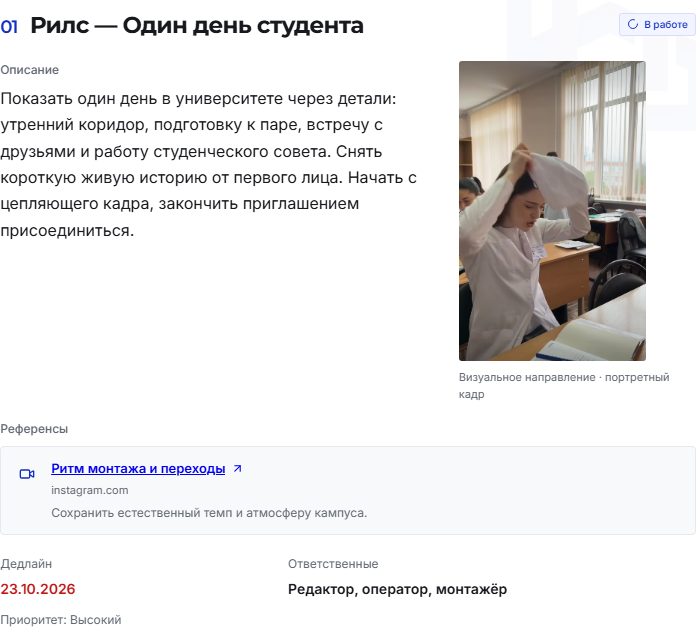 01 Рилс — Один день студента
В работе
Описание
Показать один день в университете через детали:
утренний коридор, подготовку к паре, встречу с
друзьями и работу студенческого совета. Снять
короткую живую историю от первого лица. Начать с
цепляющего кадра, закончить приглашением
присоединиться.
Визуальное направление · портретный
кадр
Референсы
Ритм монтажа и переходы
instagram.com
Сохранить естественный темп и атмосферу кампуса.
Дедлайн
23.10.2026
Ответственные
Редактор, оператор, монтажёр
Приоритет: Высокий